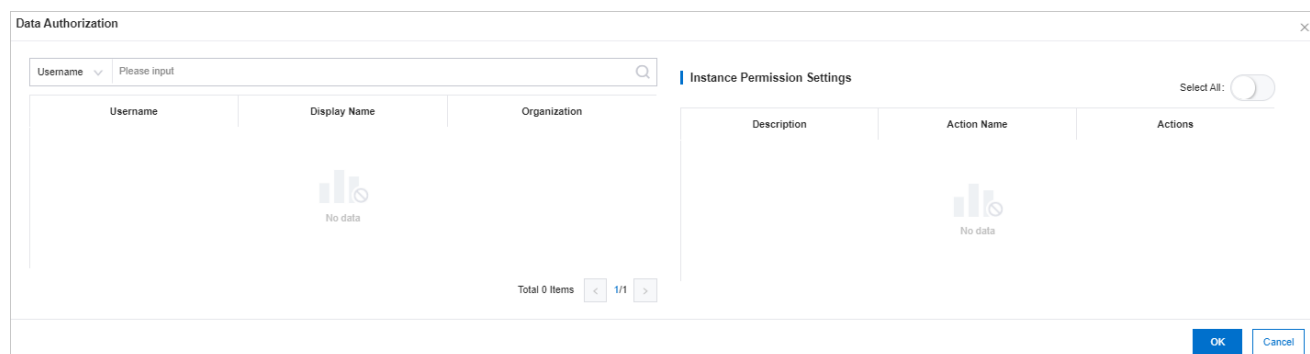 Data Authorization
Username Please input
Username Display Name Organization
No data
Total 0 Items < 1/1 >
Instance Permission Settings
Select All:
Description Action Name Actions
No data
OK Cancel